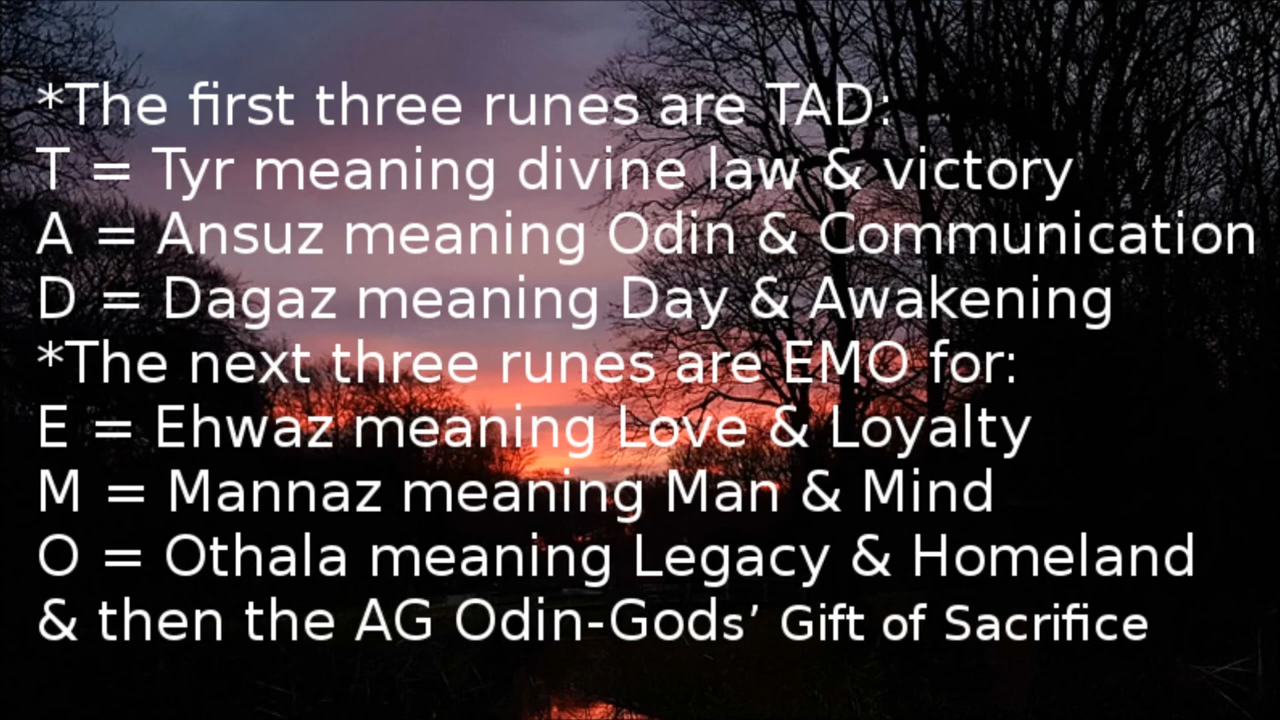 *The first three runes are TAD:
T = Tyr meaning divine law & victory
A = Ansuz meaning Odin & Communication
D = Dagaz meaning Day & Awakening
*The next three runes are EMO for:
E = Ehwaz meaning Love & Loyalty
M = Mannaz meaning Man & Mind
O = Othala meaning Legacy & Homeland
& then the AG Odin-Gods’ Gift of Sacrifice